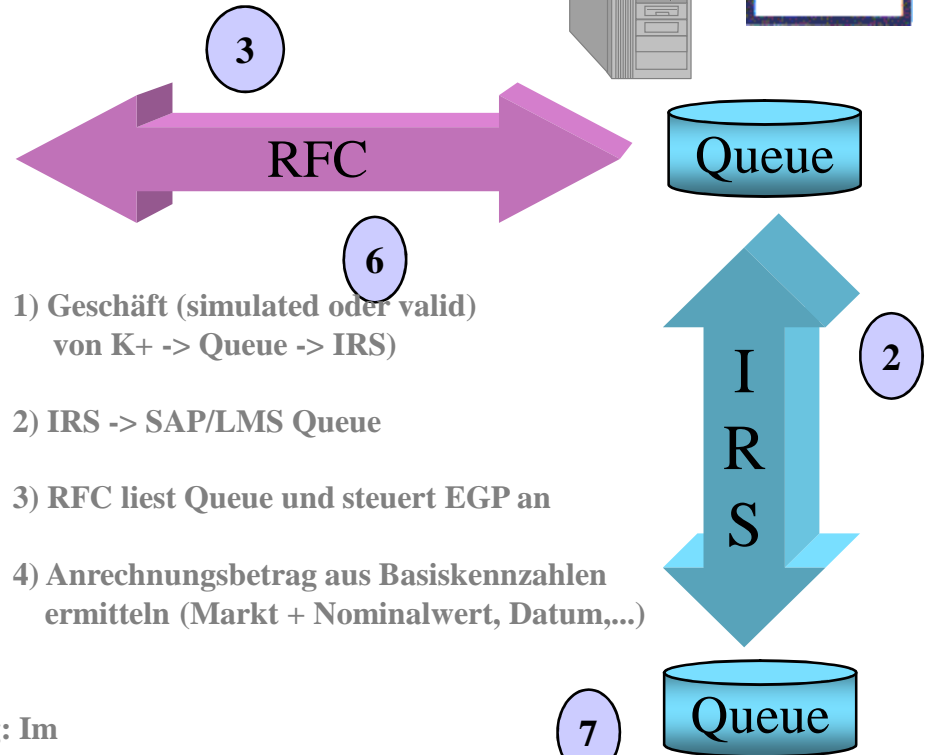 3
RFC
Queue
6
1) Geschäft (simulated oder valid)
von K+ -> Queue -> IRS)
2) IRS -> SAP/LMS Queue
3) RFC liest Queue und steuert EGP an
4) Anrechnungsbetrag aus Basiskennzahlen
ermitteln (Markt + Nominalwert, Datum,...)
I
R
S
2
: Im
7
Queue